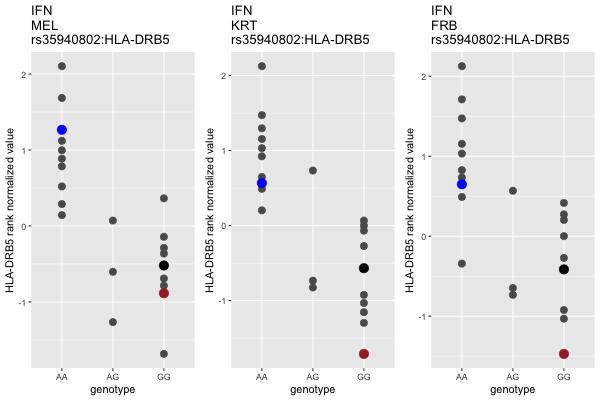 IFN
MEL
rs35940802:HLA-DRB5
HLA-DRB5 rank normalized value
2
1
0
-1
AA AG GG
genotype
IFN
KRT
rs35940802:HLA-DRB5
HLA-DRB5 rank normalized value
2
1
0
-1
AA AG GG
genotype
IFN
FRB
rs35940802:HLA-DRB5
HLA-DRB5 rank normalized value
2
1
0
-1
AA AG GG
genotype